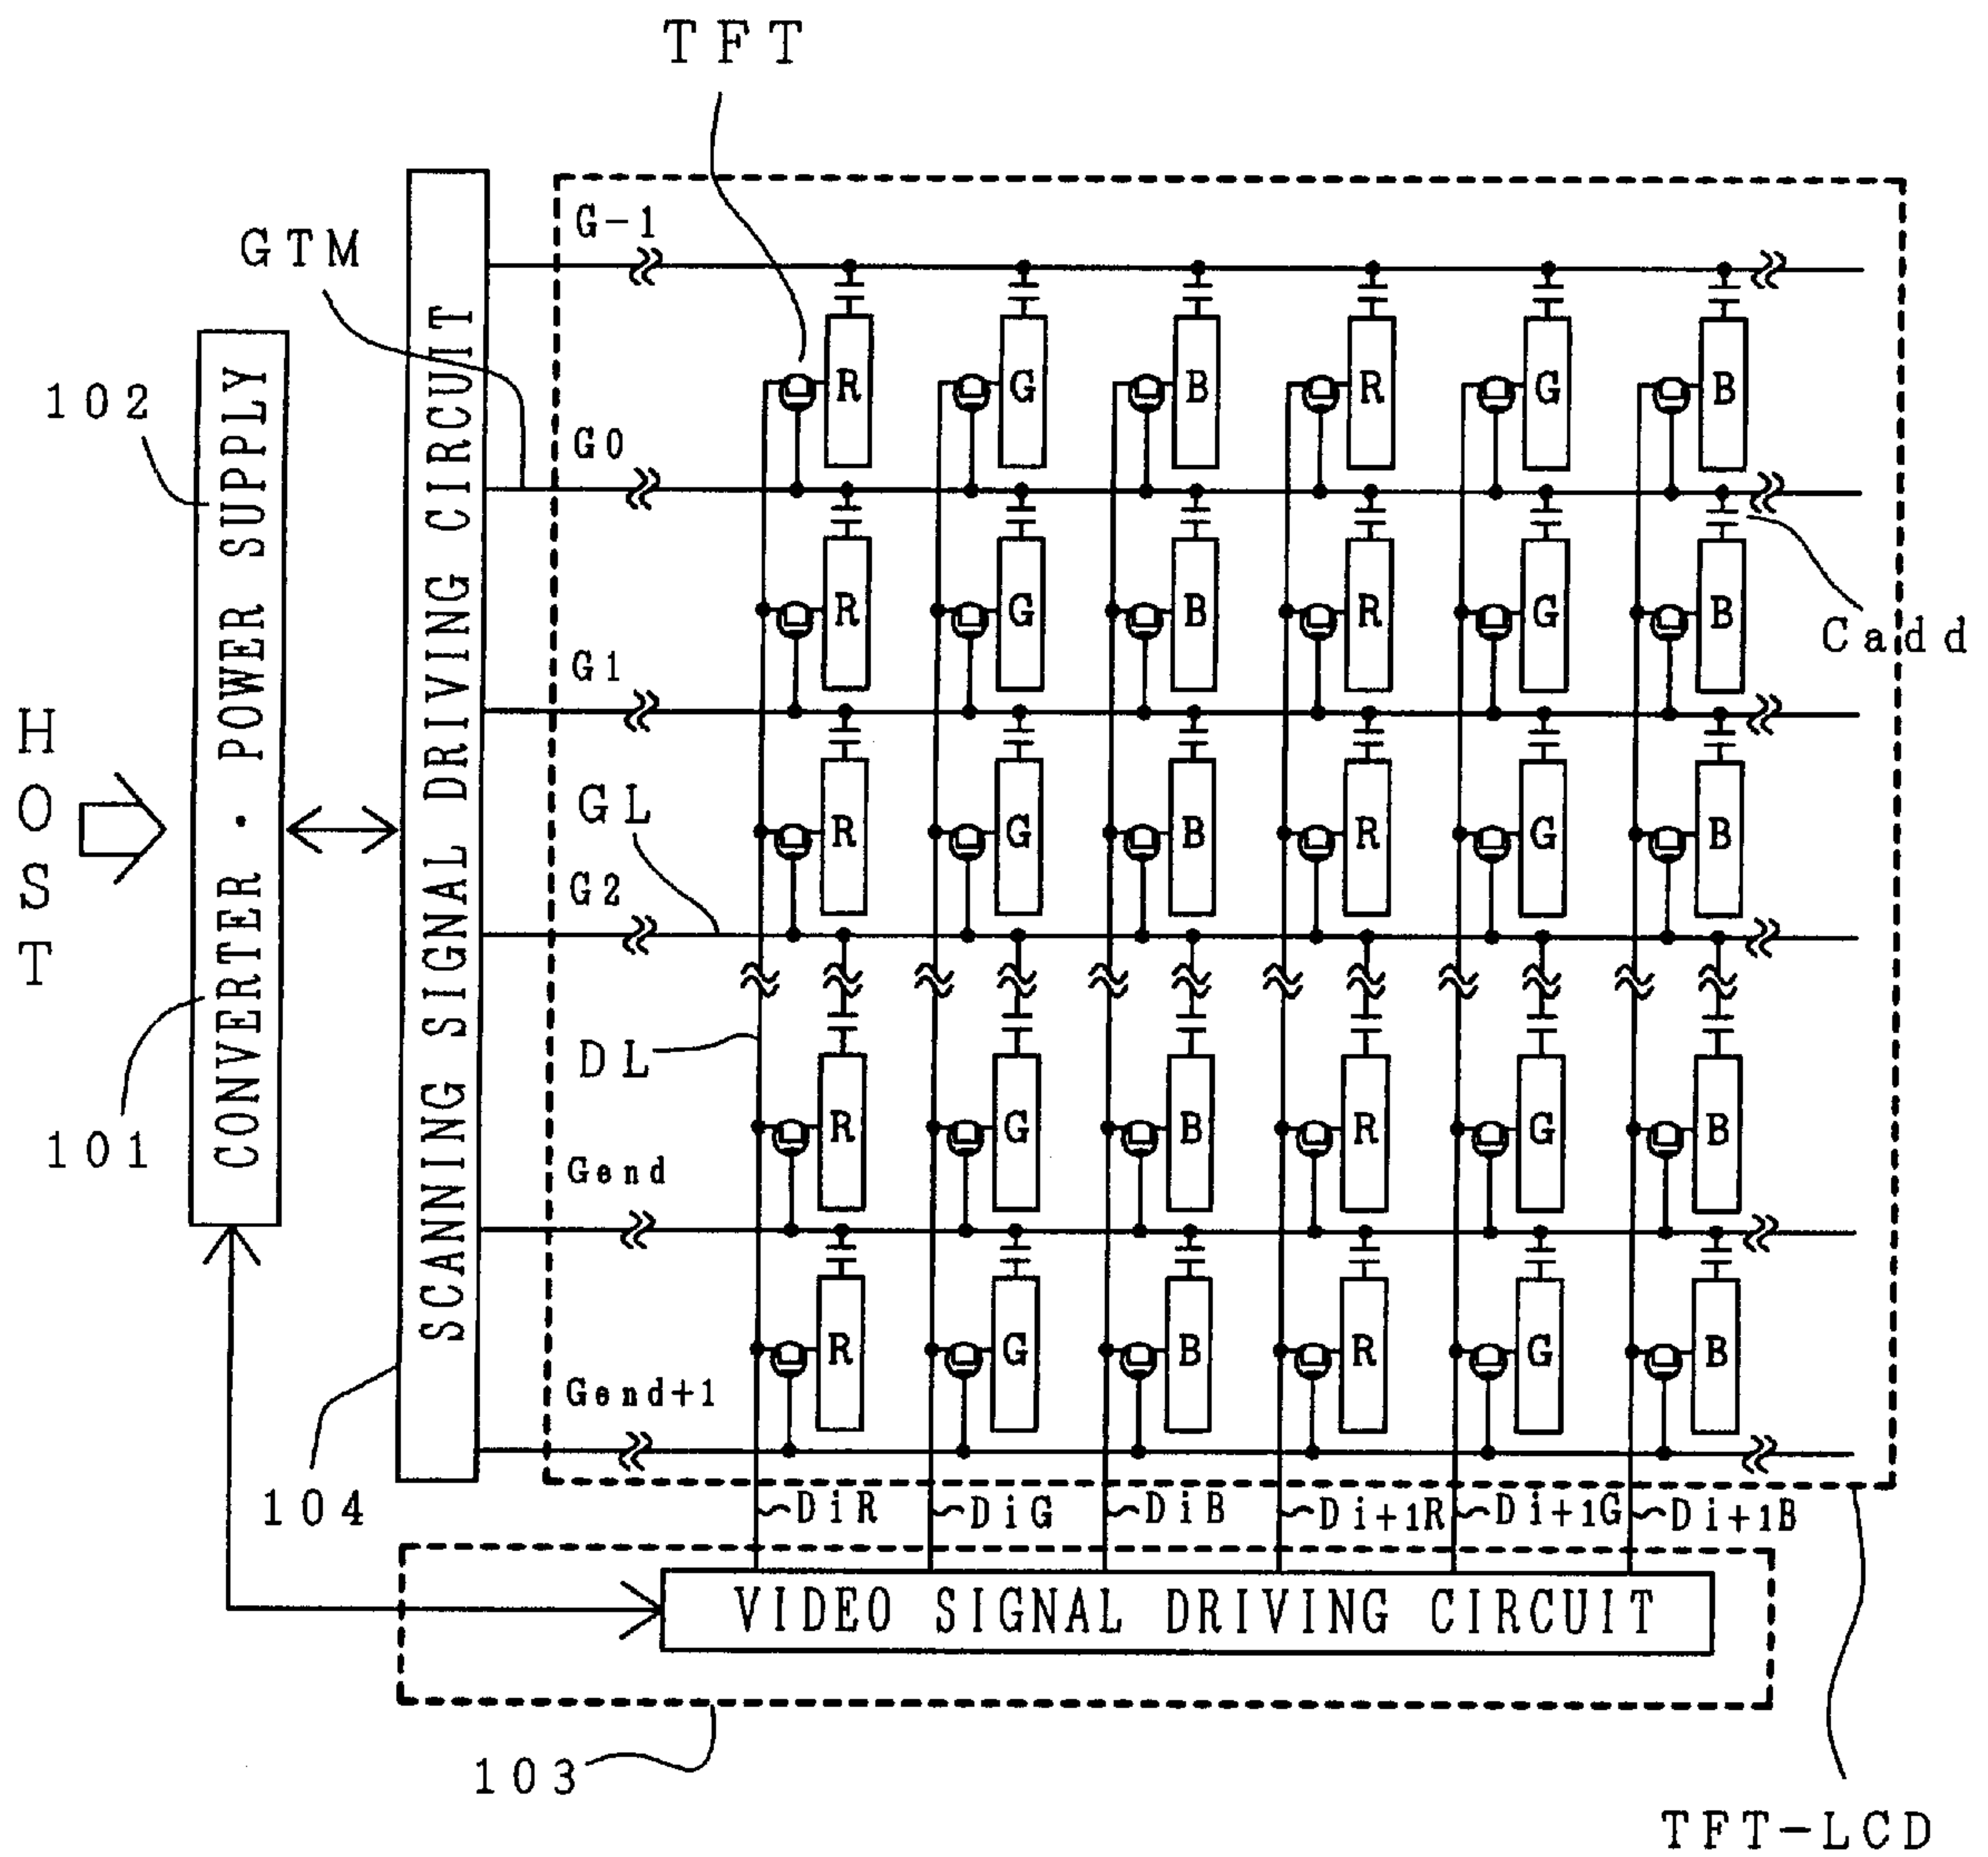 TFT
G-1
GTM
R G B R G B
102
G0
Cadd
R G B R G B
G1
HOST
CONVERTER · POWER SUPPLY
SCANNING SIGNAL DRIVING CIRCUIT
GL
R G B R G B
G2
DL
101
R G B R G B
Gend
R G B R G B
Gend+1
104
DiR DiG DiB Di+1R Di+1G Di+1B
VIDEO SIGNAL DRIVING CIRCUIT
103
TFT-LCD